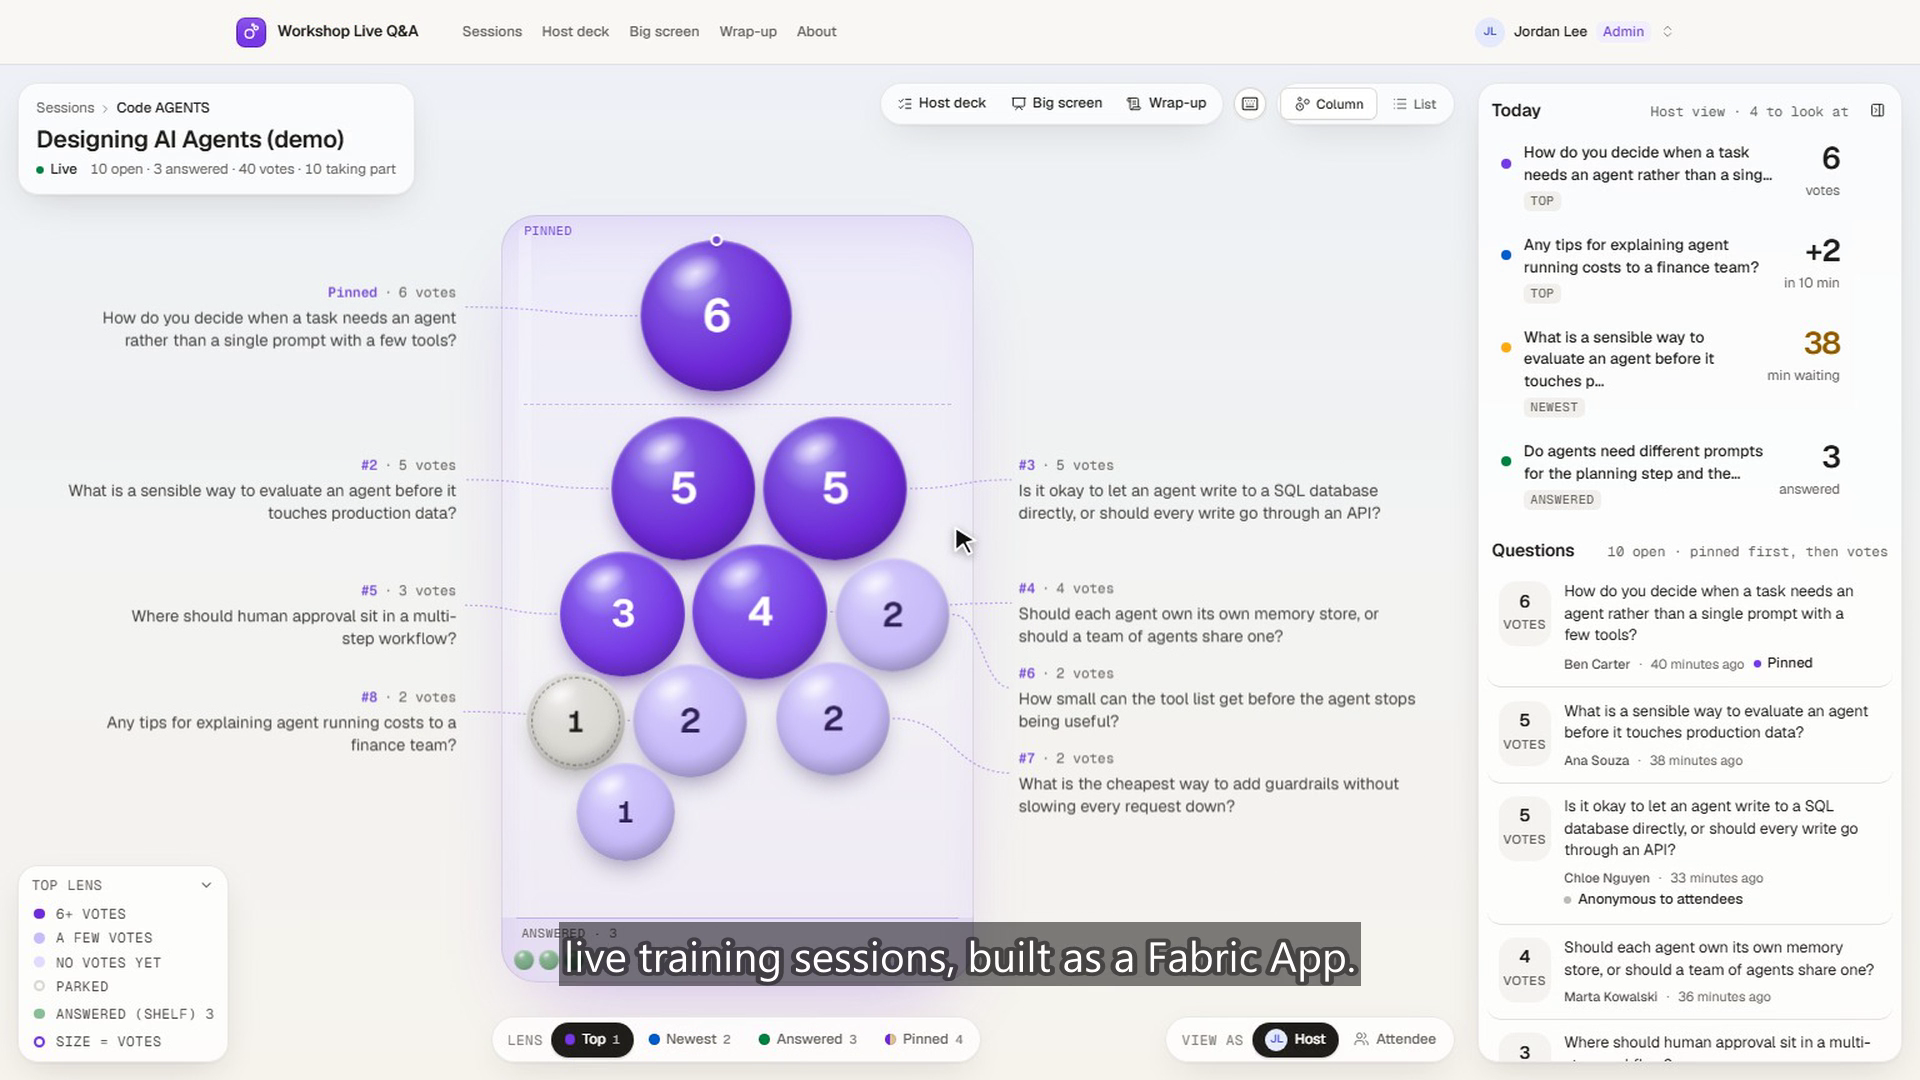 Workshop Live Q&A
Sessions
Host deck
Big screen
Wrap-up
About
JL
Jordan Lee
Admin
Sessions › Code AGENTS
Designing AI Agents (demo)
Live 10 open · 3 answered · 40 votes · 10 taking part
Host deck
Big screen
Wrap-up
Column
List
PINNED
6
5
5
3
4
2
1
2
2
1
Pinned · 6 votes
How do you decide when a task needs an agent
rather than a single prompt with a few tools?
#2 · 5 votes
What is a sensible way to evaluate an agent before it
touches production data?
#5 · 3 votes
Where should human approval sit in a multi-
step workflow?
#8 · 2 votes
Any tips for explaining agent running costs to a
finance team?
#3 · 5 votes
Is it okay to let an agent write to a SQL database
directly, or should every write go through an API?
#4 · 4 votes
Should each agent own its own memory store, or
should a team of agents share one?
#6 · 2 votes
How small can the tool list get before the agent stops
being useful?
#7 · 2 votes
What is the cheapest way to add guardrails without
slowing every request down?
ANSWERED · 3
live training sessions, built as a Fabric App.
TOP LENS
6+ VOTES
A FEW VOTES
NO VOTES YET
PARKED
ANSWERED (SHELF) 3
SIZE = VOTES
LENS
Top 1
Newest 2
Answered 3
Pinned 4
VIEW AS
JL
Host
Attendee
Today
Host view · 4 to look at
How do you decide when a task
needs an agent rather than a sing...
TOP
6
votes
Any tips for explaining agent
running costs to a finance team?
TOP
+2
in 10 min
What is a sensible way to
evaluate an agent before it
touches p...
NEWEST
38
min waiting
Do agents need different prompts
for the planning step and the...
ANSWERED
3
answered
Questions
10 open · pinned first, then votes
6
VOTES
How do you decide when a task needs an
agent rather than a single prompt with a
few tools?
Ben Carter · 40 minutes ago Pinned
5
VOTES
What is a sensible way to evaluate an agent
before it touches production data?
Ana Souza · 38 minutes ago
5
VOTES
Is it okay to let an agent write to a SQL
database directly, or should every write go
through an API?
Chloe Nguyen · 33 minutes ago
Anonymous to attendees
4
VOTES
Should each agent own its own memory
store, or should a team of agents share one?
Marta Kowalski · 36 minutes ago
3
Where should human approval sit in a multi-